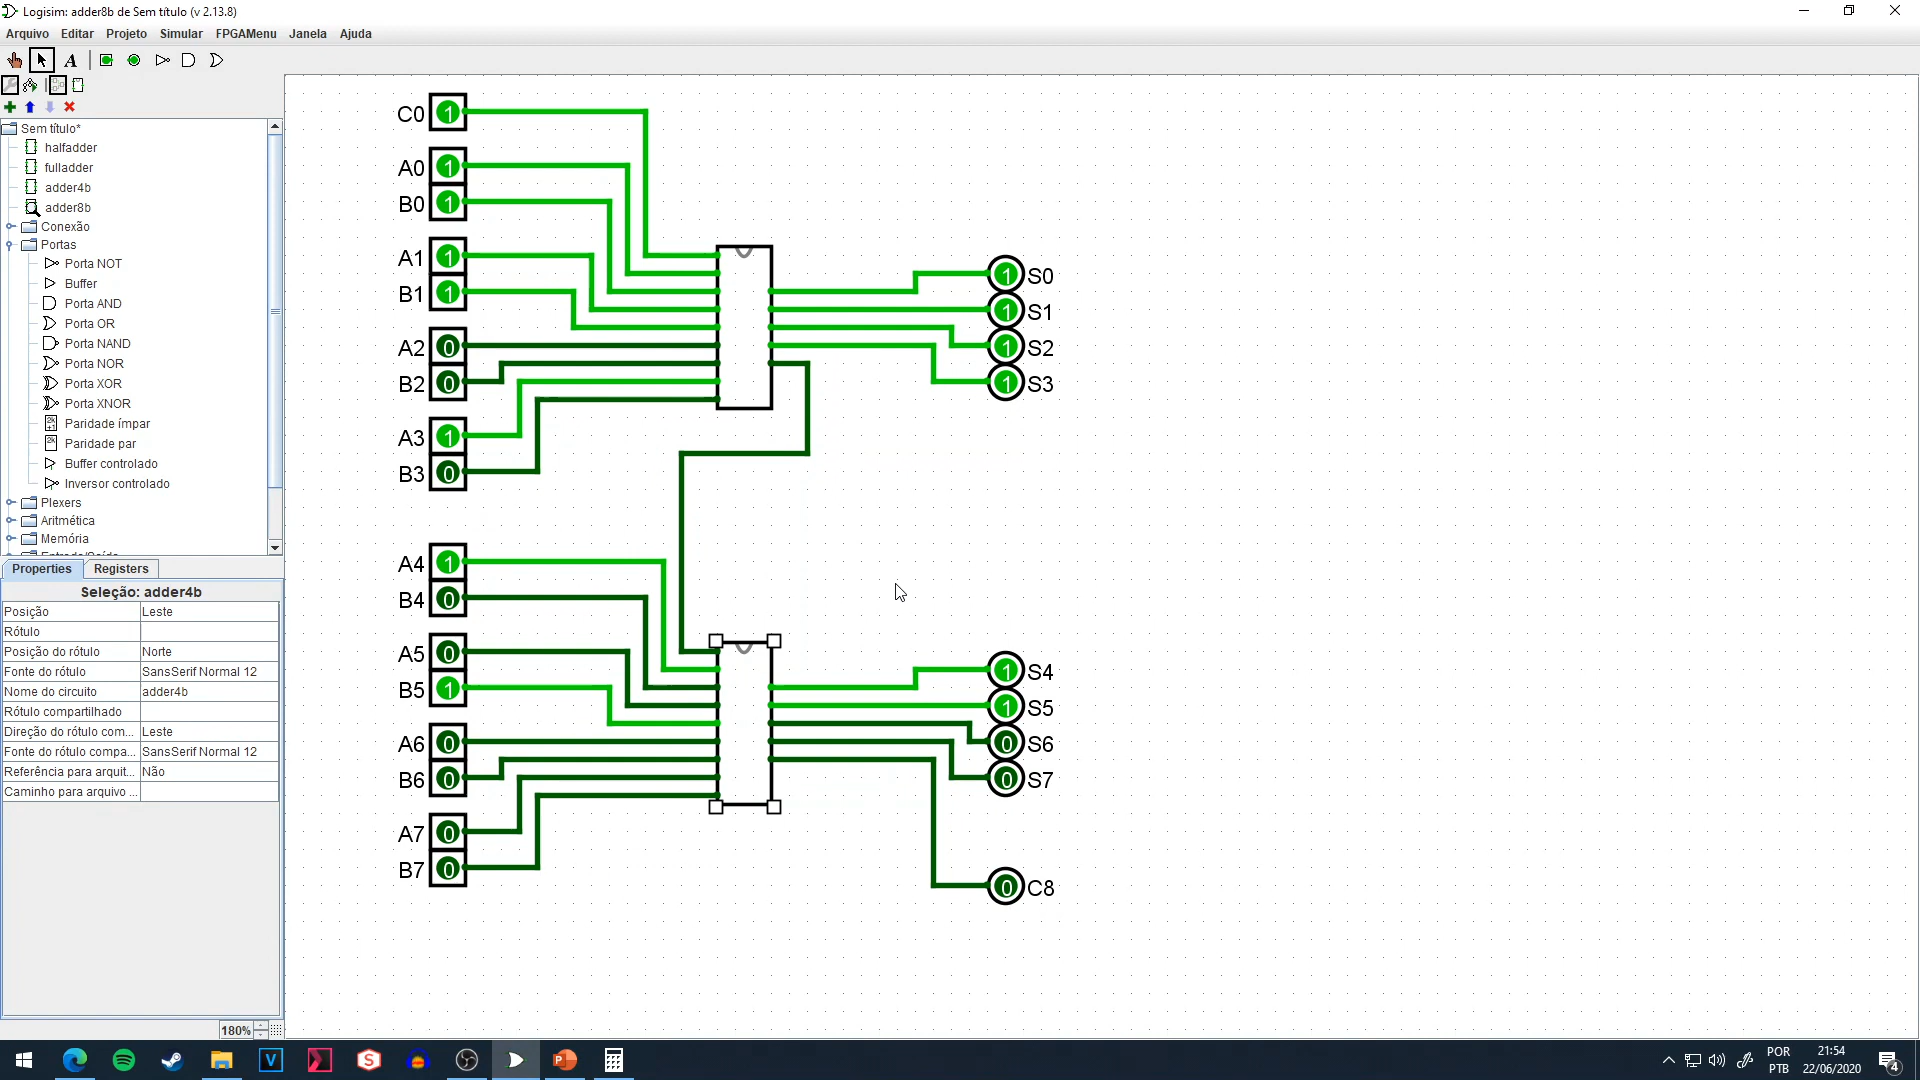 Logisim: adder8b de Sem título (v 2.13.8)
Arquivo Editar Projeto Simular FPGAMenu Janela Ajuda
A
Sem título*
halfadder
fulladder
adder4b
adder8b
Conexão
Portas
Porta NOT
Buffer
Porta AND
Porta OR
Porta NAND
Porta NOR
Porta XOR
Porta XNOR
Paridade ímpar
Paridade par
Buffer controlado
Inversor controlado
Plexers
Aritmética
Memória
Properties Registers
Seleção: adder4b
Posição Leste
Rótulo
Posição do rótulo Norte
Fonte do rótulo SansSerif Normal 12
Nome do circuito adder4b
Rótulo compartilhado
Direção do rótulo com... Leste
Fonte do rótulo compa... SansSerif Normal 12
Referência para arquit... Não
Caminho para arquivo ...
180%
C0 1
A0 1
B0 1
A1 1
B1 1
A2 0
B2 0
A3 1
B3 0
A4 1
B4 0
A5 0
B5 1
A6 0
B6 0
A7 0
B7 0
1 S0
1 S1
1 S2
1 S3
1 S4
1 S5
0 S6
0 S7
0 C8
POR
PTB
21:54
22/06/2020
4